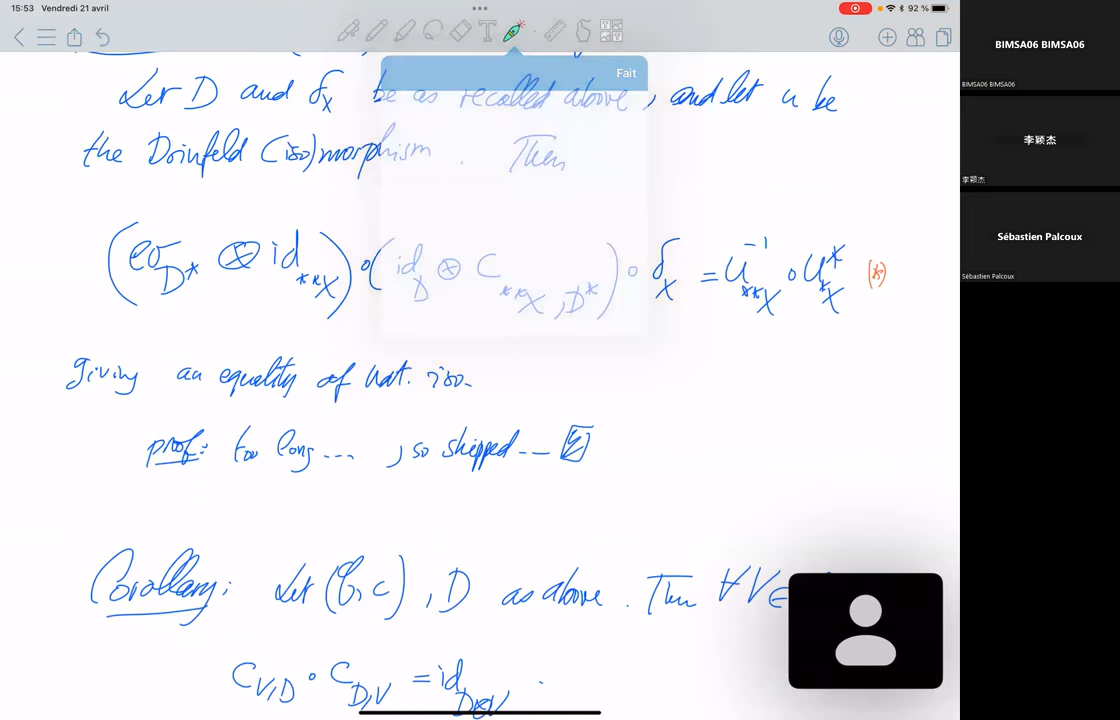 15:53 Vendredi 21 avril
92 %
Fait
Let D and δ_X be as recalled above, and let u be
the Drinfeld (iso)morphism. Then
(ev_{D*} ⊗ id_{**X}) ∘ (id_D ⊗ C_{**X, D*}) ∘ δ_X = u^{-1}_{**X} ∘ u^*_{*X} (*)
giving an equality of nat. iso.
proof: too long ... , so skipped...
Corollary: Let (C, c), D as above. Then ∀V∈
C_{V,D} ∘ C_{D,V} = id_{D⊗V}.
BIMSA06 BIMSA06
BIMSA06 BIMSA06
李颖杰
李颖杰
Sébastien Palcoux
Sébastien Palcoux